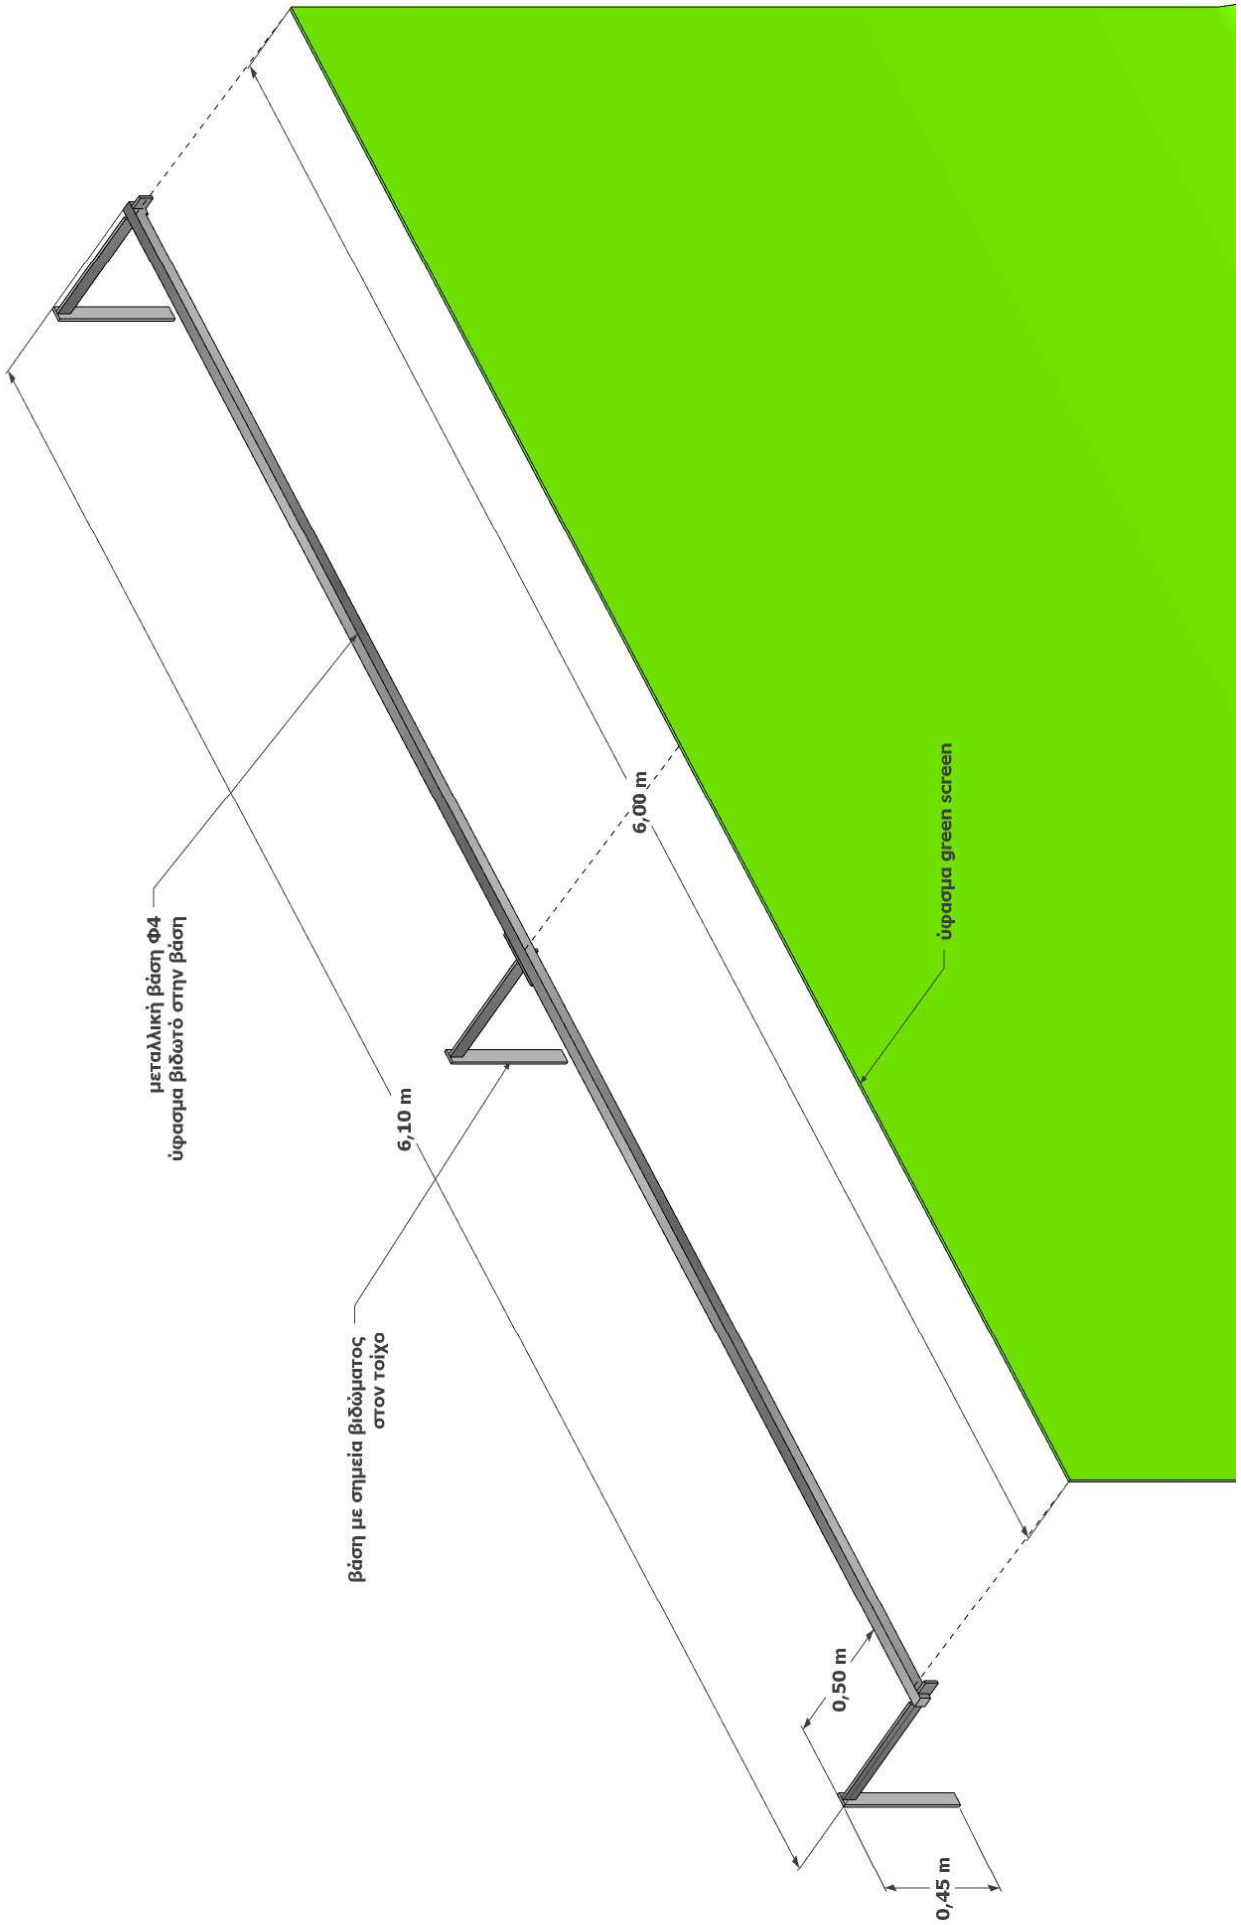 μεταλλική βάση Φ4
ύφασμα βιδωτό στην βάση
6,10 m
βάση με σημεία βιδώματος
στον τοίχο
6,00 m
ύφασμα green screen
0,50 m
0,45 m